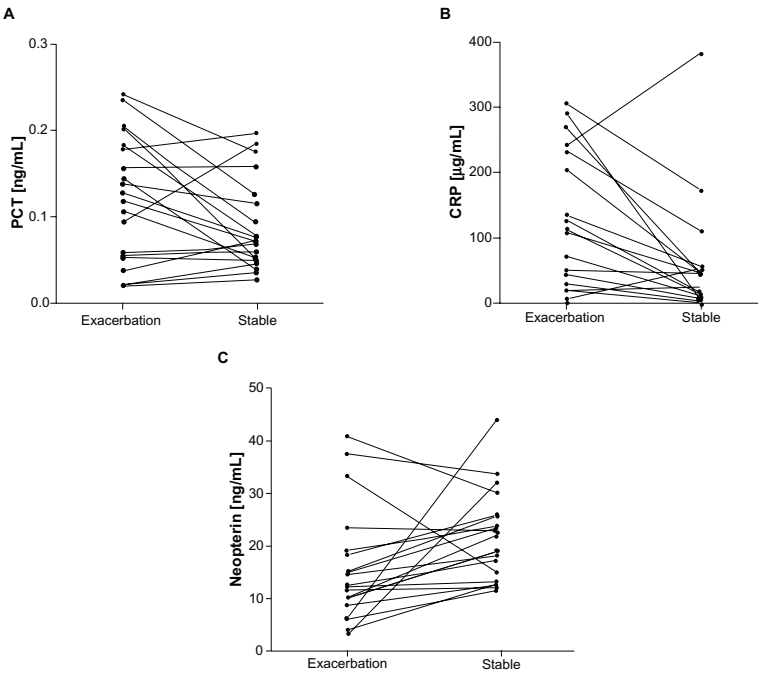 A
PCT [ng/mL]
0.3
0.2
0.1
0.0
Exacerbation
Stable
B
CRP [µg/mL]
400
300
200
100
0
Exacerbation
Stable
C
Neopterin [ng/mL]
50
40
30
20
10
0
Exacerbation
Stable